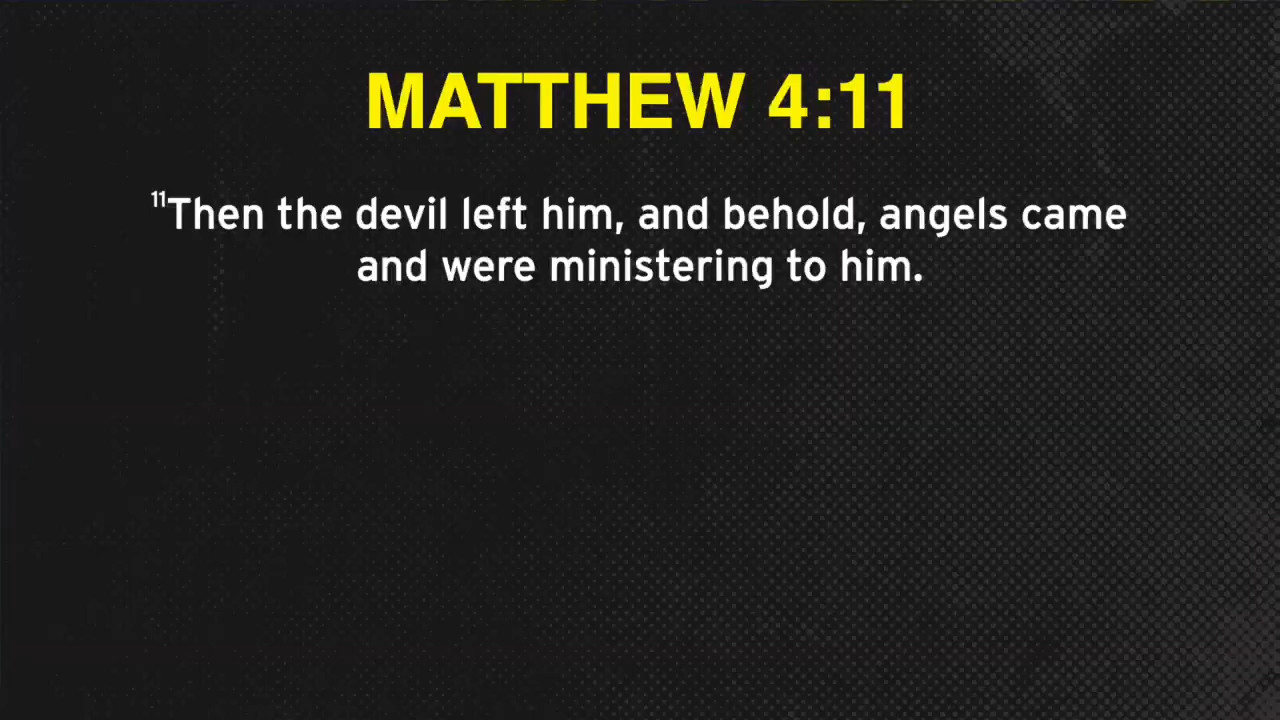 MATTHEW 4:11
¹¹Then the devil left him, and behold, angels came
and were ministering to him.